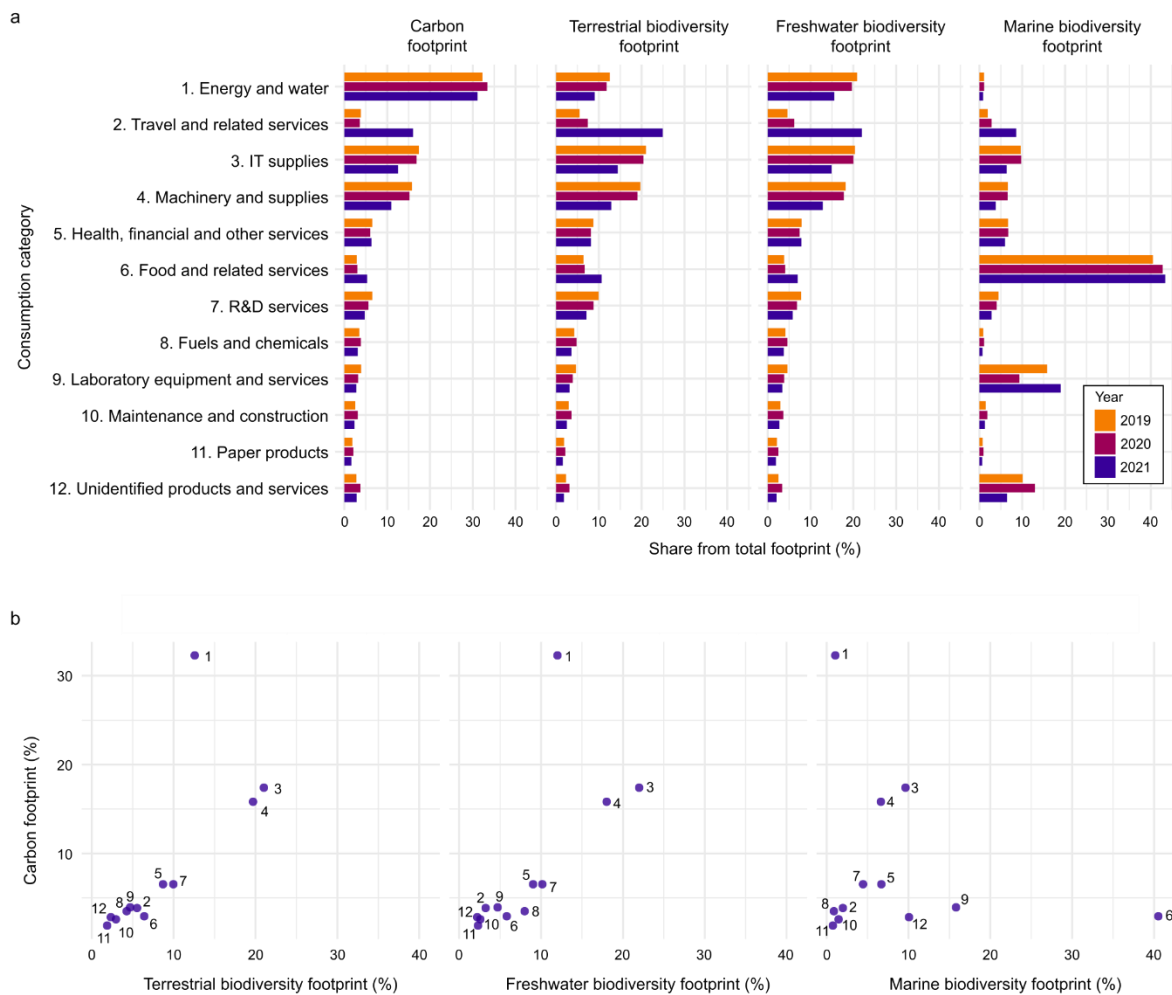 a
Carbon
footprint
Terrestrial biodiversity
footprint
Freshwater biodiversity
footprint
Marine biodiversity
footprint
Consumption category
1. Energy and water
2. Travel and related services
3. IT supplies
4. Machinery and supplies
5. Health, financial and other services
6. Food and related services
7. R&D services
8. Fuels and chemicals
9. Laboratory equipment and services
10. Maintenance and construction
11. Paper products
12. Unidentified products and services
Year
2019
2020
2021
0 10 20 30 40 0 10 20 30 40 0 10 20 30 40 0 10 20 30 40
Share from total footprint (%)
b
Carbon footprint (%)
30
20
10
1
3
4
5
7
9
2
8
12
6
10
11
0 10 20 30 40
Terrestrial biodiversity footprint (%)
1
3
4
5
7
2
9
8
12
6
10
11
0 10 20 30 40
Freshwater biodiversity footprint (%)
1
3
4
7
5
9
8
2
12
6
10
11
0 10 20 30 40
Marine biodiversity footprint (%)